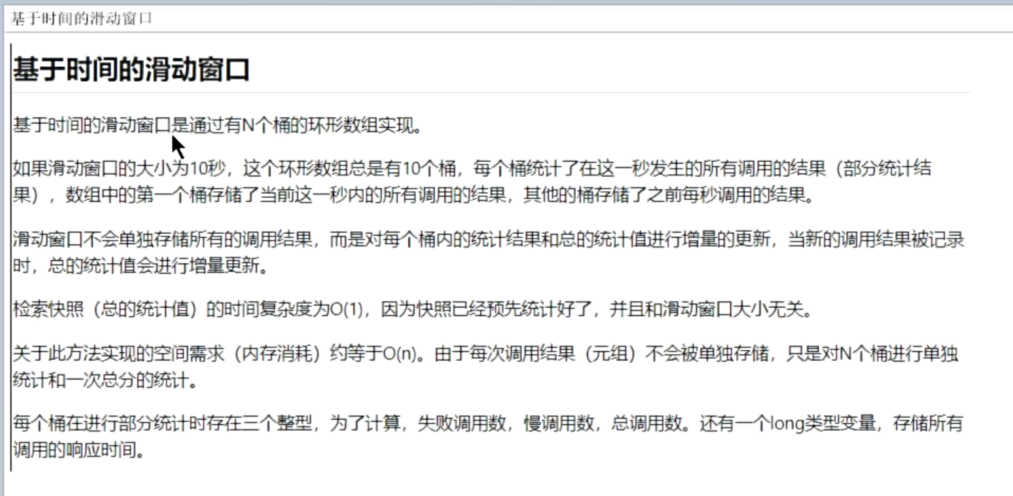 基于时间的滑动窗口
基于时间的滑动窗口
基于时间的滑动窗口是通过有N个桶的环形数组实现。
如果滑动窗口的大小为10秒，这个环形数组总是有10个桶，每个桶统计了在这一秒发生的所有调用的结果（部分统计结
果），数组中的第一个桶存储了当前这一秒内的所有调用的结果，其他的桶存储了之前每秒调用的结果。
滑动窗口不会单独存储所有的调用结果，而是对每个桶内的统计结果和总的统计值进行增量的更新，当新的调用结果被记录
时，总的统计值会进行增量更新。
检索快照（总的统计值）的时间复杂度为O(1)，因为快照已经预先统计好了，并且和滑动窗口大小无关。
关于此方法实现的空间需求（内存消耗）约等于O(n)。由于每次调用结果（元组）不会被单独存储，只是对N个桶进行单独
统计和一次总分的统计。
每个桶在进行部分统计时存在三个整型，为了计算，失败调用数，慢调用数，总调用数。还有一个long类型变量，存储所有
调用的响应时间。